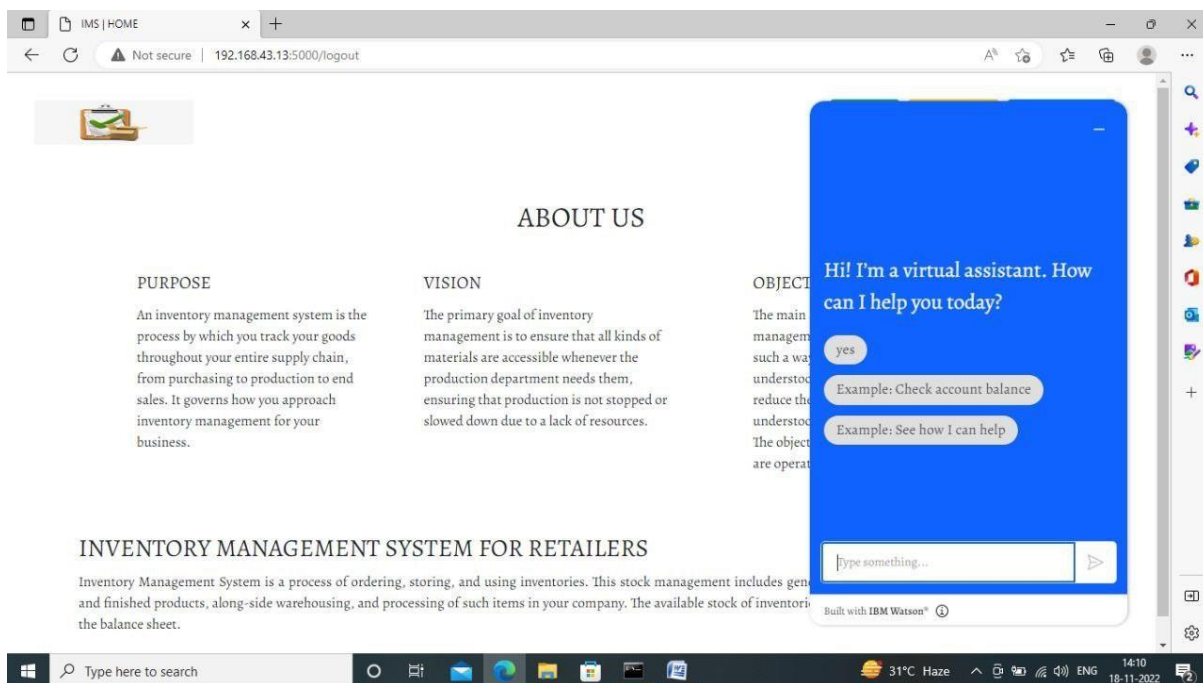 IMS | HOME
Not secure | 192.168.43.13:5000/logout
ABOUT US
PURPOSE
An inventory management system is the
process by which you track your goods
throughout your entire supply chain,
from purchasing to production to end
sales. It governs how you approach
inventory management for your
business.
VISION
The primary goal of inventory
management is to ensure that all kinds of
materials are accessible whenever the
production department needs them,
ensuring that production is not stopped or
slowed down due to a lack of resources.
OBJECT
The main
managem
such a way
understoo
reduce the
understoo
The object
are operat
INVENTORY MANAGEMENT SYSTEM FOR RETAILERS
Inventory Management System is a process of ordering, storing, and using inventories. This stock management includes gen
and finished products, along-side warehousing, and processing of such items in your company. The available stock of inventori
the balance sheet.
Hi! I'm a virtual assistant. How
can I help you today?
yes
Example: Check account balance
Example: See how I can help
Type something...
Built with IBM Watson®
Type here to search
31°C Haze
ENG
14:10
18-11-2022